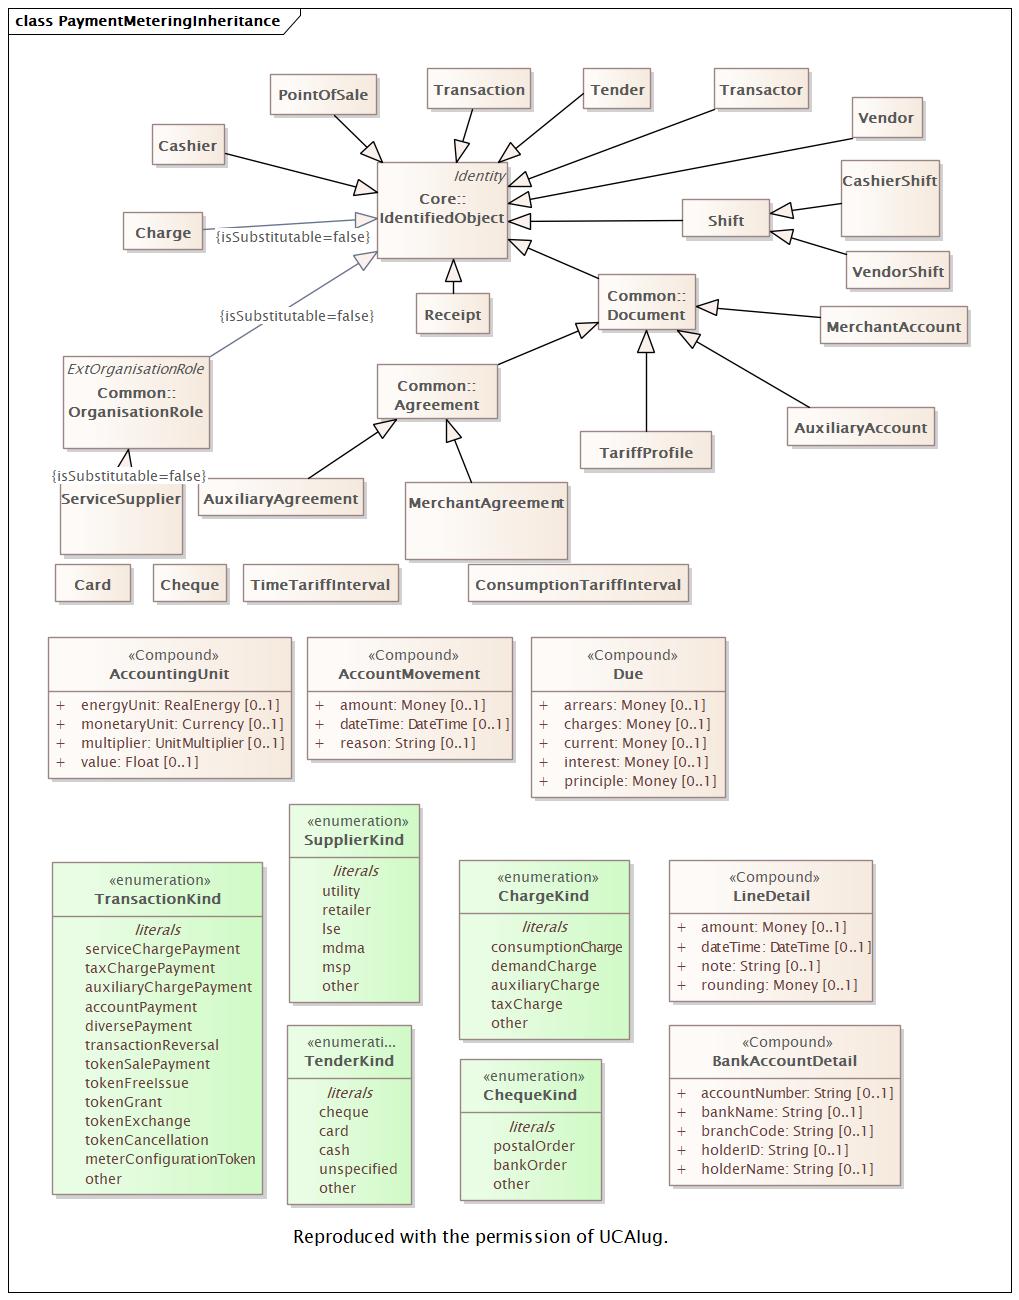 class PaymentMeteringInheritance
PointOfSale
Transaction
Tender
Transactor
Vendor
Cashier
CashierShift
Identity
Core::
IdentifiedObject
Charge
{isSubstitutable=false}
Shift
VendorShift
Common::
Document
Receipt
{isSubstitutable=false}
MerchantAccount
ExtOrganisationRole
Common::
OrganisationRole
Common::
Agreement
AuxiliaryAccount
TariffProfile
{isSubstitutable=false}
ServiceSupplier
AuxiliaryAgreement
MerchantAgreement
Card
Cheque
TimeTariffInterval
ConsumptionTariffInterval
«Compound»
AccountingUnit
+ energyUnit: RealEnergy [0..1]
+ monetaryUnit: Currency [0..1]
+ multiplier: UnitMultiplier [0..1]
+ value: Float [0..1]
«Compound»
AccountMovement
+ amount: Money [0..1]
+ dateTime: DateTime [0..1]
+ reason: String [0..1]
«Compound»
Due
+ arrears: Money [0..1]
+ charges: Money [0..1]
+ current: Money [0..1]
+ interest: Money [0..1]
+ principle: Money [0..1]
«enumeration»
TransactionKind
literals
serviceChargePayment
taxChargePayment
auxiliaryChargePayment
accountPayment
diversePayment
transactionReversal
tokenSalePayment
tokenFreeIssue
tokenGrant
tokenExchange
tokenCancellation
meterConfigurationToken
other
«enumeration»
SupplierKind
literals
utility
retailer
lse
mdma
msp
other
«enumerati...
TenderKind
literals
cheque
card
cash
unspecified
other
«enumeration»
ChargeKind
literals
consumptionCharge
demandCharge
auxiliaryCharge
taxCharge
other
«enumeration»
ChequeKind
literals
postalOrder
bankOrder
other
«Compound»
LineDetail
+ amount: Money [0..1]
+ dateTime: DateTime [0..1]
+ note: String [0..1]
+ rounding: Money [0..1]
«Compound»
BankAccountDetail
+ accountNumber: String [0..1]
+ bankName: String [0..1]
+ branchCode: String [0..1]
+ holderID: String [0..1]
+ holderName: String [0..1]
Reproduced with the permission of UCAIug.